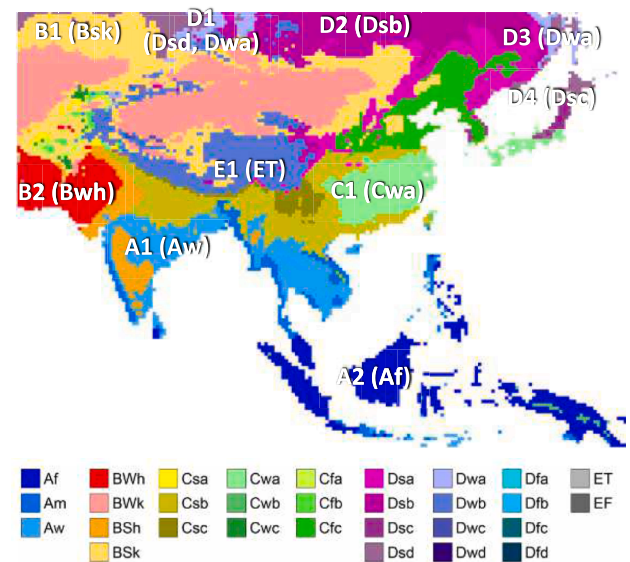 D1
D2 (Dsb)
B1 (Bsk)
(Dsd, Dwa)
D3 (Dwa)
D4 (Dsc)
E1 (ET)
B2 (Bwh)
C1 (Cwa)
A1 (Aw)
A2 (Af)
Af BWh Csa Cwa Cfa Dsa Dwa Dfa ET
Am BWk Csb Cwb Cfb Dsb Dwb Dfb EF
Aw BSh Csc Cwc Cfc Dsc Dwc Dfc
BSk Dsd Dwd Dfd